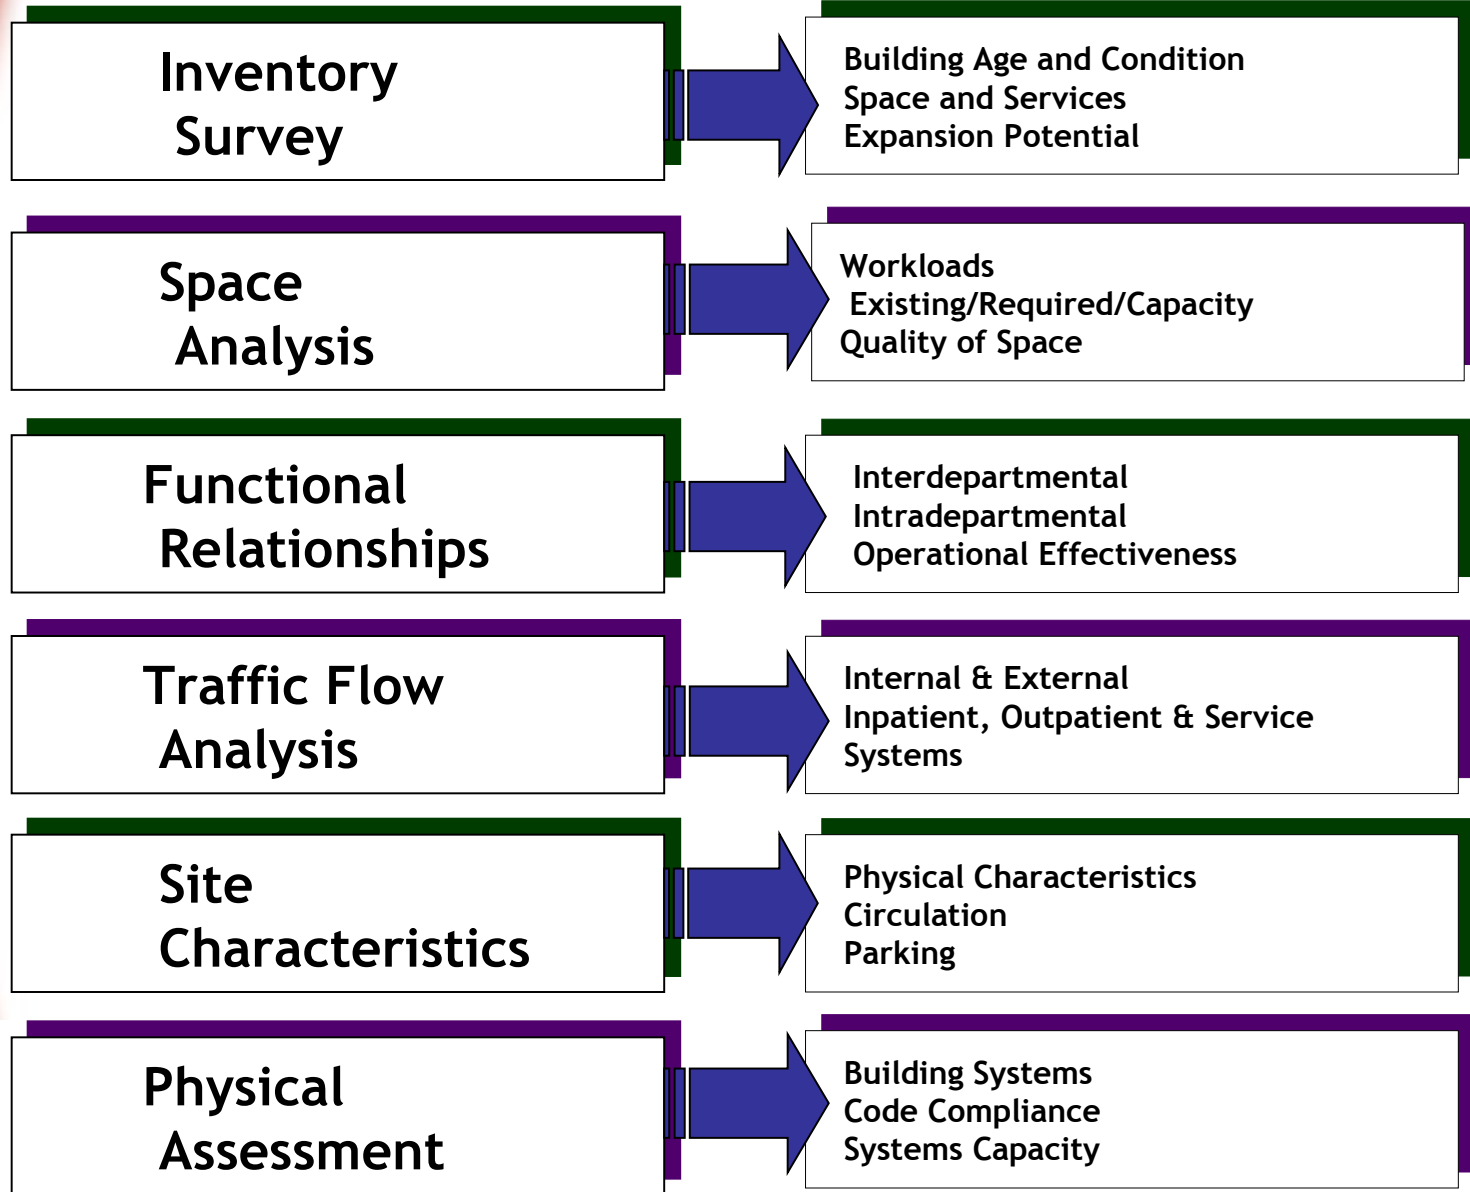 Inventory
Survey
Building Age and Condition
Space and Services
Expansion Potential
Space
Analysis
Workloads
Existing/Required/Capacity
Quality of Space
Functional
Relationships
Interdepartmental
Intradepartmental
Operational Effectiveness
Traffic Flow
Analysis
Internal & External
Inpatient, Outpatient & Service
Systems
Site
Characteristics
Physical Characteristics
Circulation
Parking
Physical
Assessment
Building Systems
Code Compliance
Systems Capacity